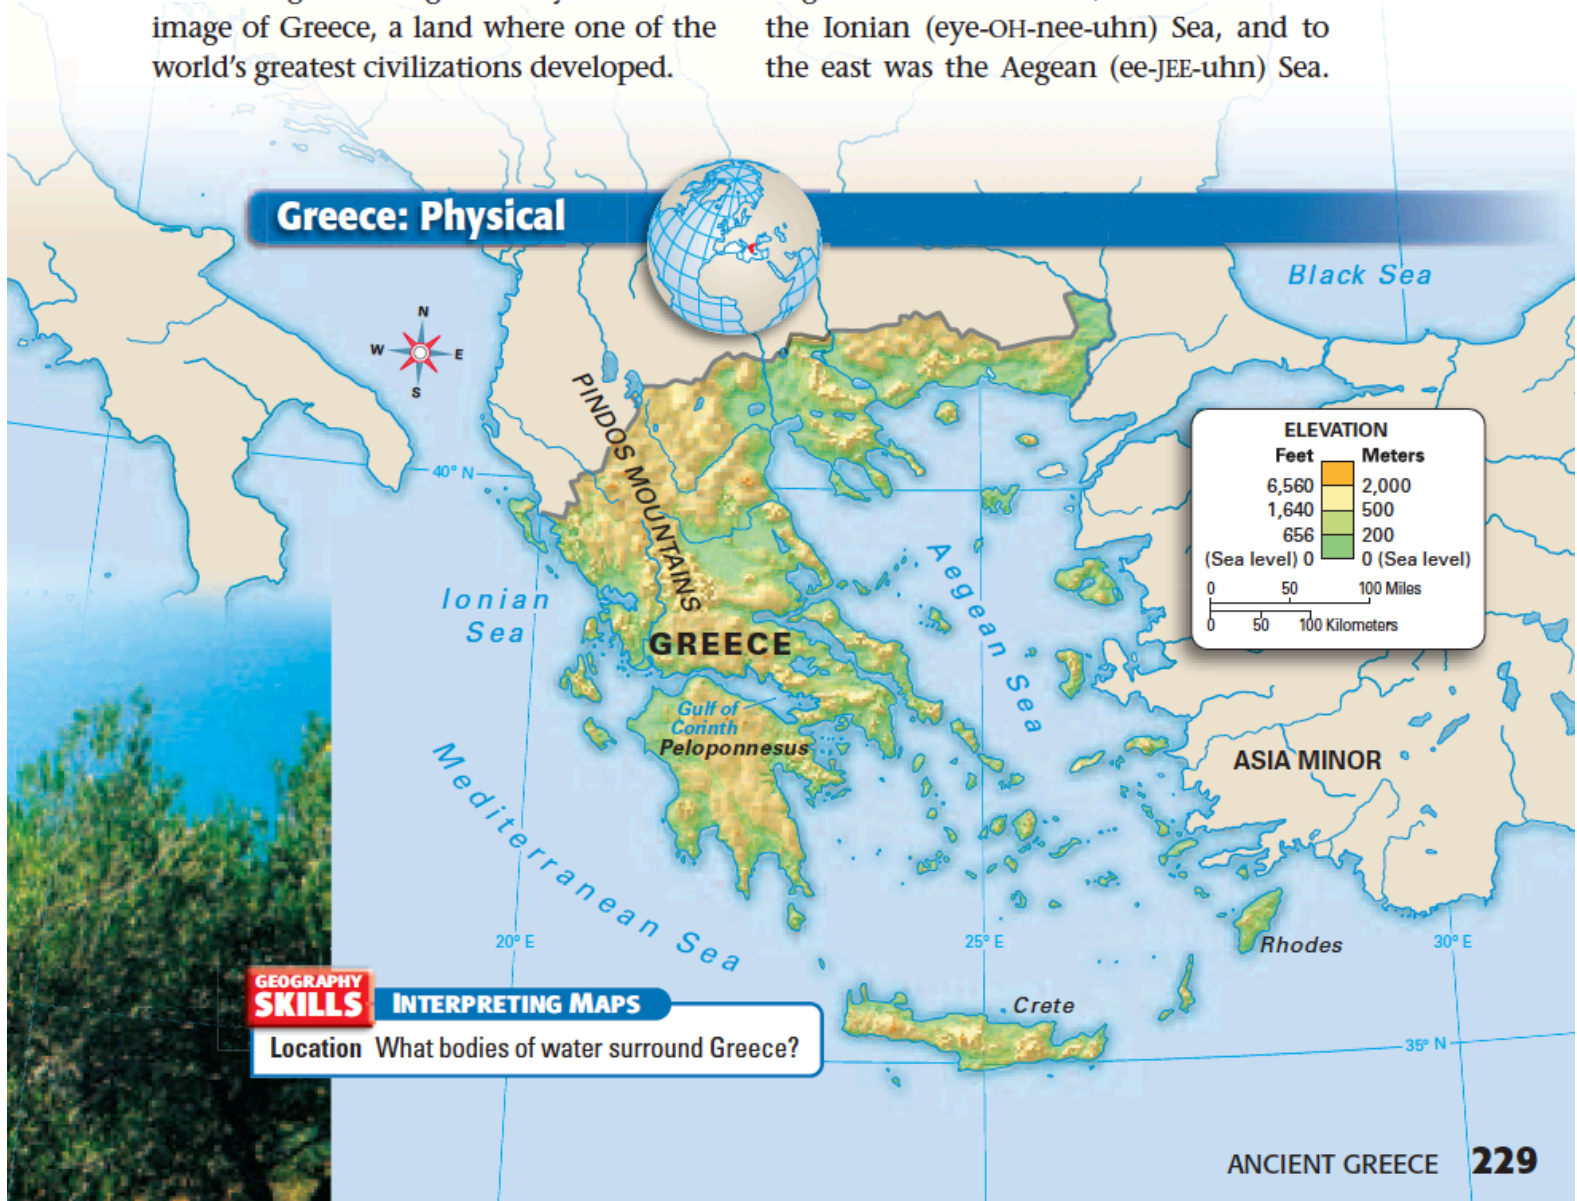 image of Greece, a land where one of the
world's greatest civilizations developed.
the Ionian (eye-OH-nee-uhn) Sea, and to
the east was the Aegean (ee-JEE-uhn) Sea.
Greece: Physical
Black Sea
N
W
E
S
PINDOS MOUNTAINS
40° N
ELEVATION
Feet Meters
6,560 2,000
1,640 500
656 200
(Sea level) 0 0 (Sea level)
0 50 100 Miles
0 50 100 Kilometers
Ionian
Sea
Aegean Sea
GREECE
Gulf of
Corinth
Peloponnesus
ASIA MINOR
Mediterranean Sea
20° E
25° E
30° E
Rhodes
Crete
35° N
GEOGRAPHY
SKILLS
INTERPRETING MAPS
Location What bodies of water surround Greece?
ANCIENT GREECE 229